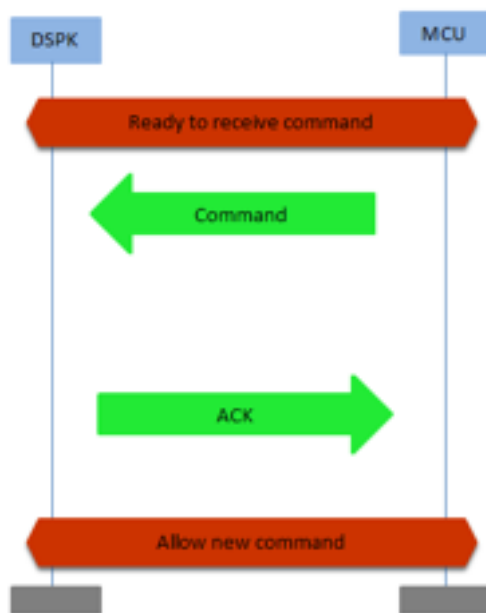 DSPK
MCU
Ready to receive command
Command
ACK
Allow new command